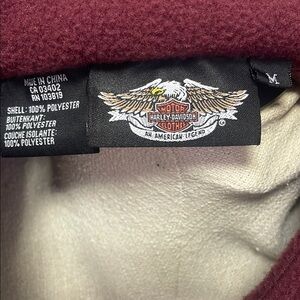 MADE IN CHINA
CA 03402
RN 103819
SHELL: 100% POLYESTER
BUITENKANT:
100% POLYESTER
COUCHE ISOLANTE:
100% POLYESTER
MOTOR
HARLEY-DAVIDSON
CLOTHES
AN AMERICAN LEGEND
M